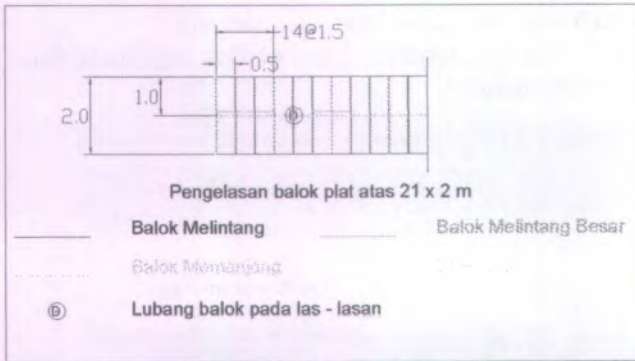 14@1.5
0.5
1.0
2.0
D
Pengelasan balok plat atas 21 x 2 m
Balok Melintang
Balok Melintang Besar
Balok Memanjang
D Lubang balok pada las - lasan